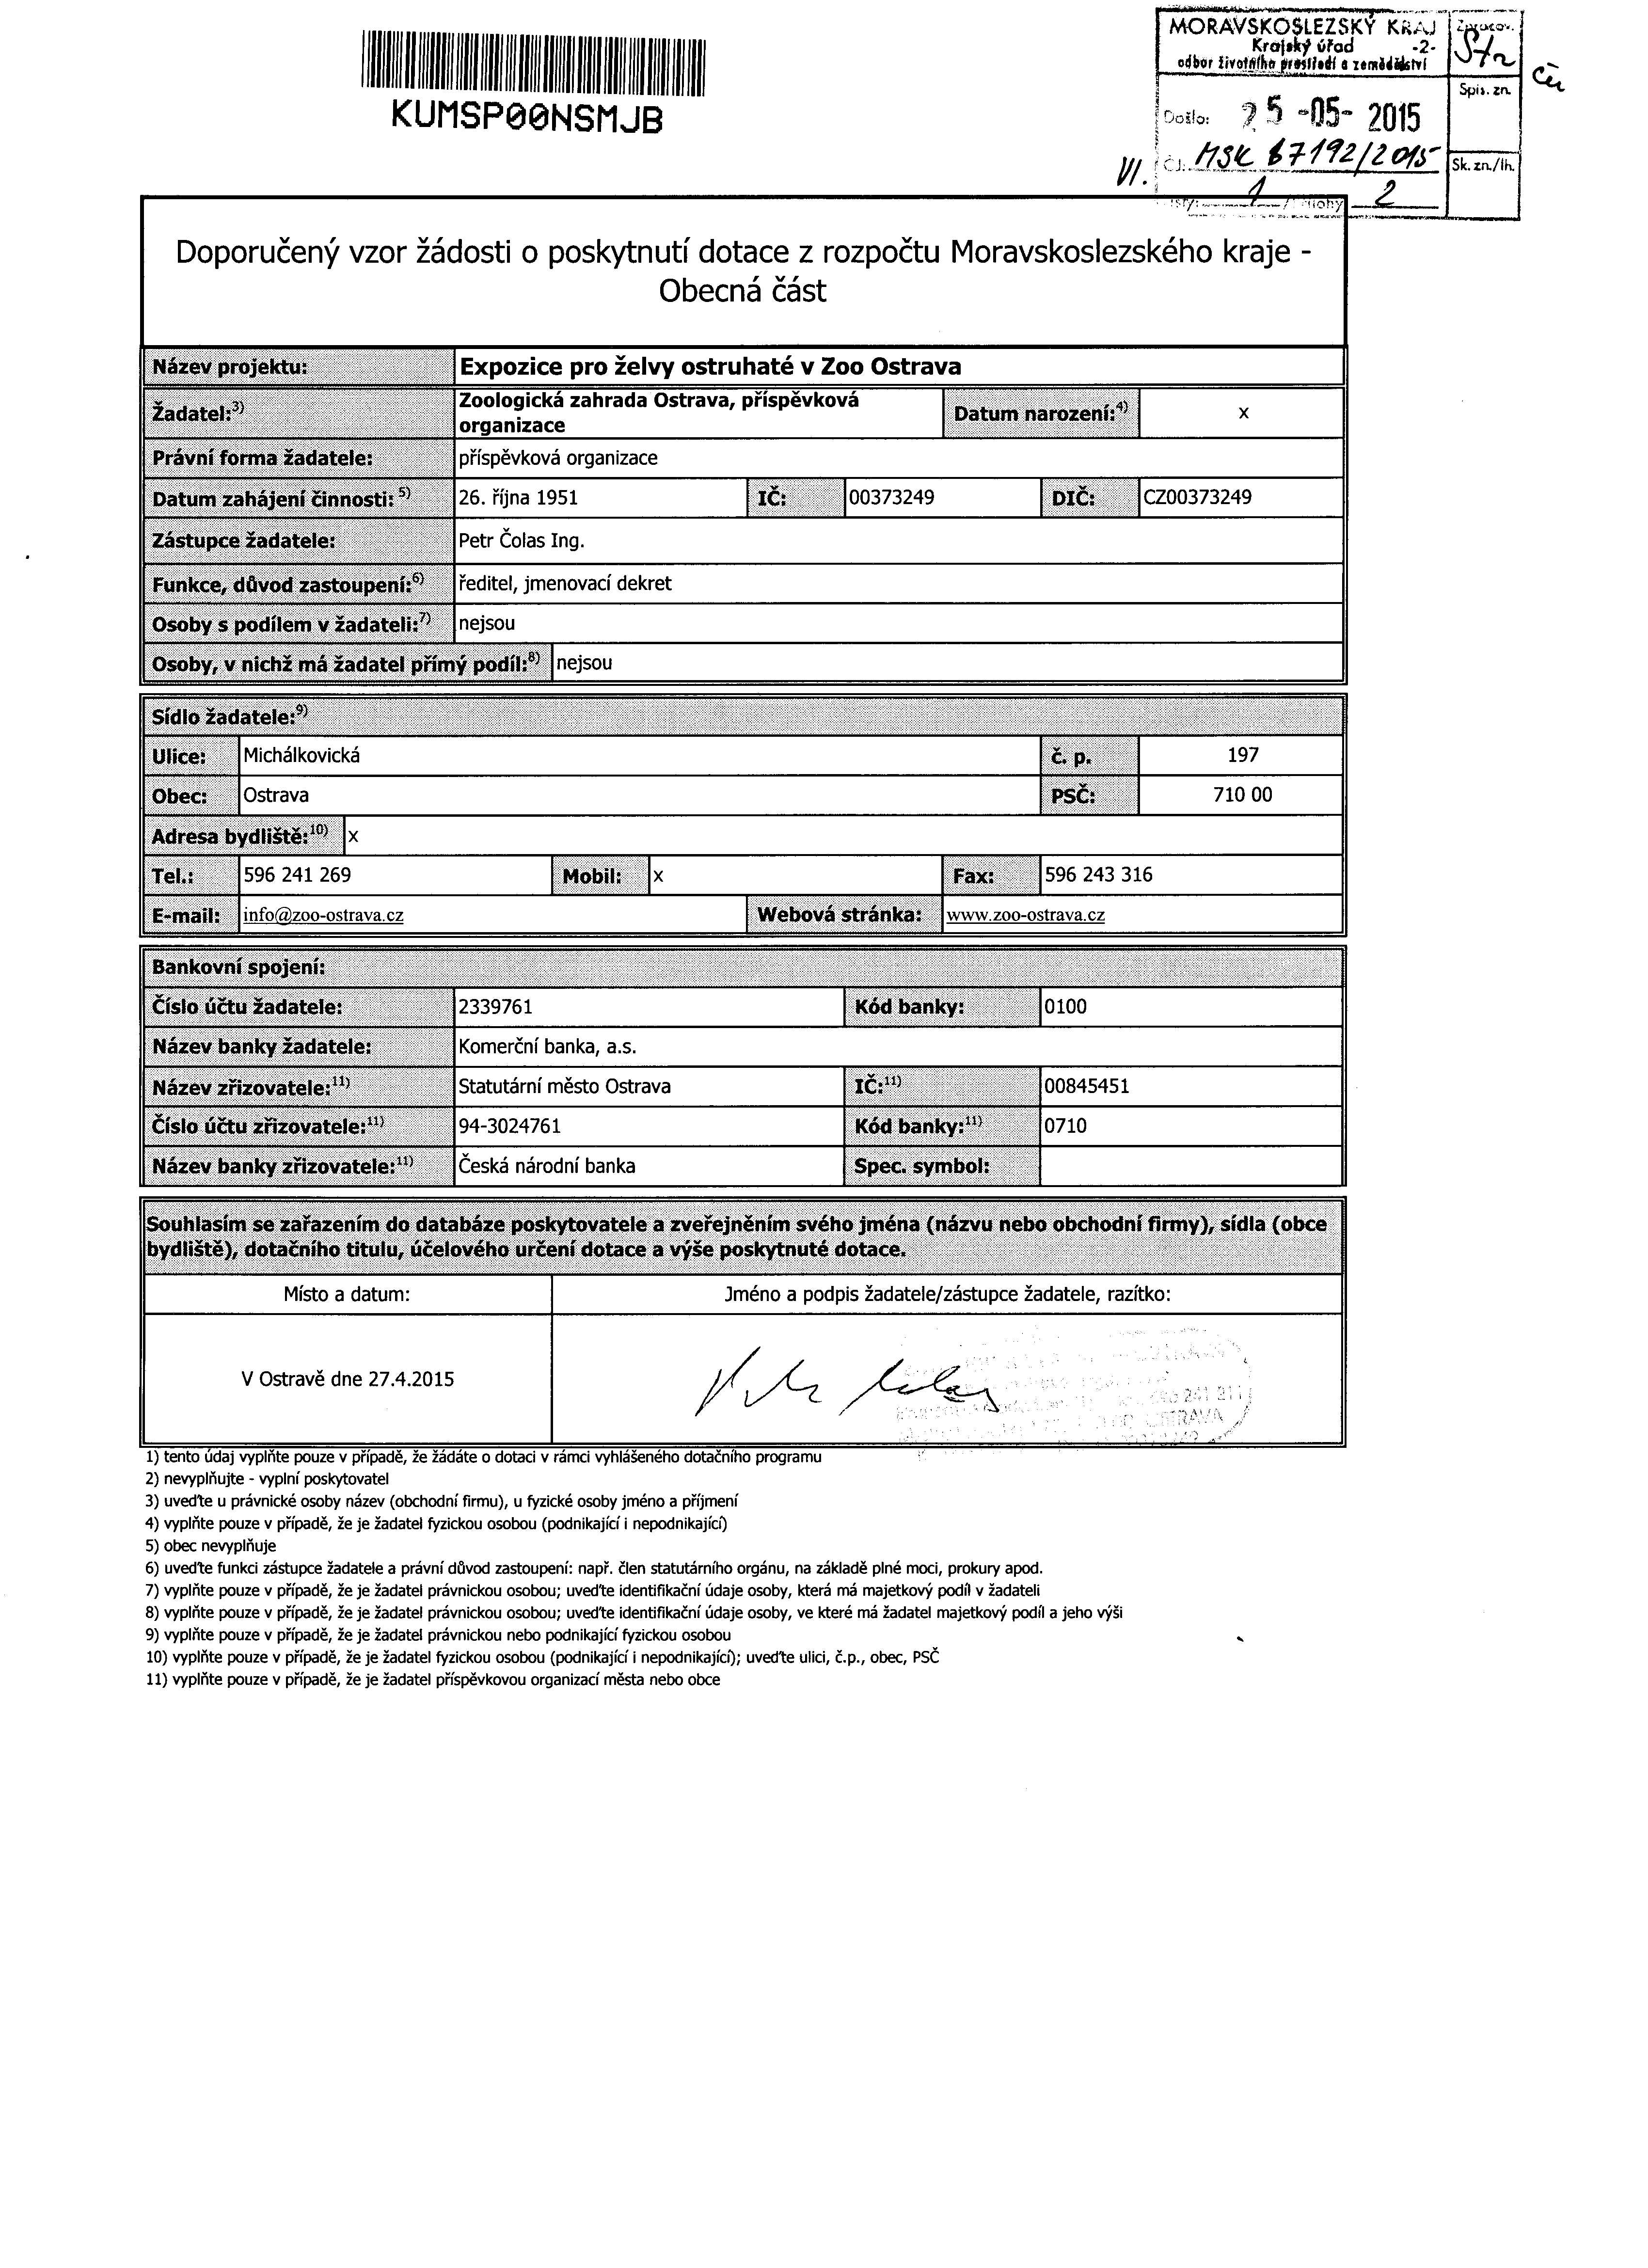 KUMSP00NSMJB
MORAVSKOSLEZSKÝ KRAJ
Krajský úřad -2-
odbor životního prostředí a zemědělství
Došlo: 25 -05- 2015
Č.j. MSK 67192/2015
VI.
1 2
Zpracov.
Spis. zn.
Sk. zn./lh.
Doporučený vzor žádosti o poskytnutí dotace z rozpočtu Moravskoslezského kraje -
Obecná část
Název projektu: Expozice pro želvy ostruhaté v Zoo Ostrava
Žadatel:3) Zoologická zahrada Ostrava, příspěvková
organizace
Datum narození:4) x
Právní forma žadatele: příspěvková organizace
Datum zahájení činnosti: 5) 26. října 1951 IČ: 00373249 DIČ: CZ00373249
Zástupce žadatele: Petr Čolas Ing.
Funkce, důvod zastoupení:6) ředitel, jmenovací dekret
Osoby s podílem v žadateli:7) nejsou
Osoby, v nichž má žadatel přímý podíl:8) nejsou
Sídlo žadatele:9)
Ulice: Michálkovická č. p. 197
Obec: Ostrava PSČ: 710 00
Adresa bydliště:10) x
Tel.: 596 241 269 Mobil: x Fax: 596 243 316
E-mail: info@zoo-ostrava.cz Webová stránka: www.zoo-ostrava.cz
Bankovní spojení:
Číslo účtu žadatele: 2339761 Kód banky: 0100
Název banky žadatele: Komerční banka, a.s.
Název zřizovatele:11) Statutární město Ostrava IČ:11) 00845451
Číslo účtu zřizovatele:11) 94-3024761 Kód banky:11) 0710
Název banky zřizovatele:11) Česká národní banka Spec. symbol:
Souhlasím se zařazením do databáze poskytovatele a zveřejněním svého jména (názvu nebo obchodní firmy), sídla (obce
bydliště), dotačního titulu, účelového určení dotace a výše poskytnuté dotace.
Místo a datum: Jméno a podpis žadatele/zástupce žadatele, razítko:
V Ostravě dne 27.4.2015
1) tento údaj vyplňte pouze v případě, že žádáte o dotaci v rámci vyhlášeného dotačního programu
2) nevyplňujte - vyplní poskytovatel
3) uveďte u právnické osoby název (obchodní firmu), u fyzické osoby jméno a příjmení
4) vyplňte pouze v případě, že je žadatel fyzickou osobou (podnikající i nepodnikající)
5) obec nevyplňuje
6) uveďte funkci zástupce žadatele a právní důvod zastoupení: např. člen statutárního orgánu, na základě plné moci, prokury apod.
7) vyplňte pouze v případě, že je žadatel právnickou osobou; uveďte identifikační údaje osoby, která má majetkový podíl v žadateli
8) vyplňte pouze v případě, že je žadatel právnickou osobou; uveďte identifikační údaje osoby, ve které má žadatel majetkový podíl a jeho výši
9) vyplňte pouze v případě, že je žadatel právnickou nebo podnikající fyzickou osobou
10) vyplňte pouze v případě, že je žadatel fyzickou osobou (podnikající i nepodnikající); uveďte ulici, č.p., obec, PSČ
11) vyplňte pouze v případě, že je žadatel příspěvkovou organizací města nebo obce